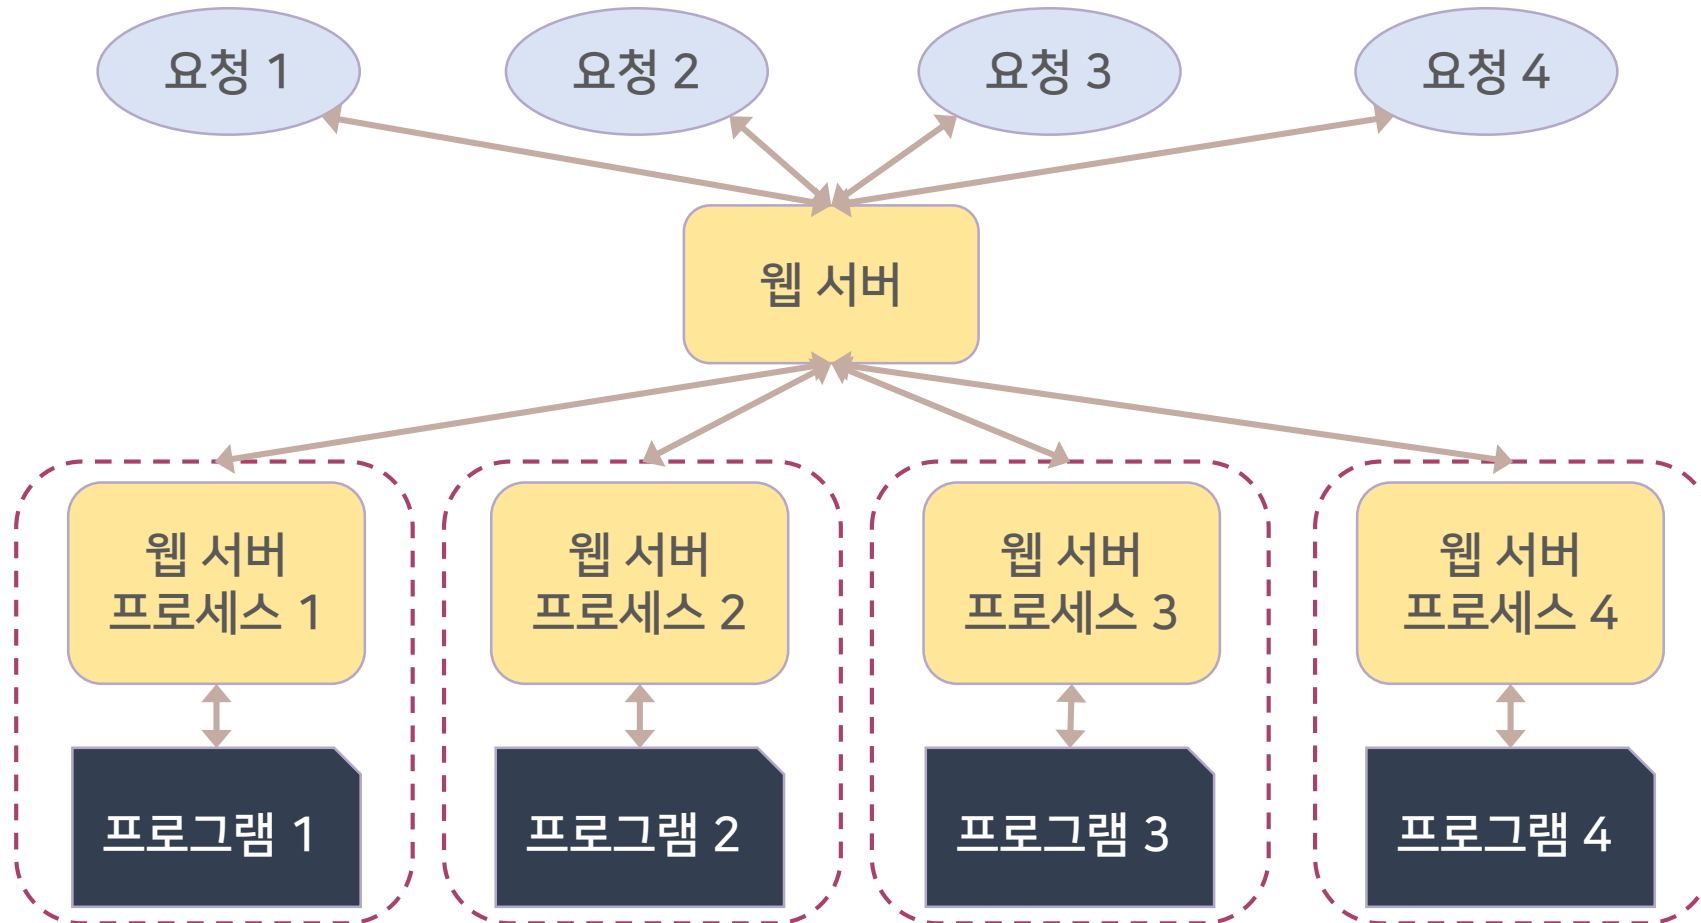 요청 1
요청 2
요청 3
요청 4
웹 서버
웹 서버
프로세스 1
웹 서버
프로세스 2
웹 서버
프로세스 3
웹 서버
프로세스 4
프로그램 1
프로그램 2
프로그램 3
프로그램 4